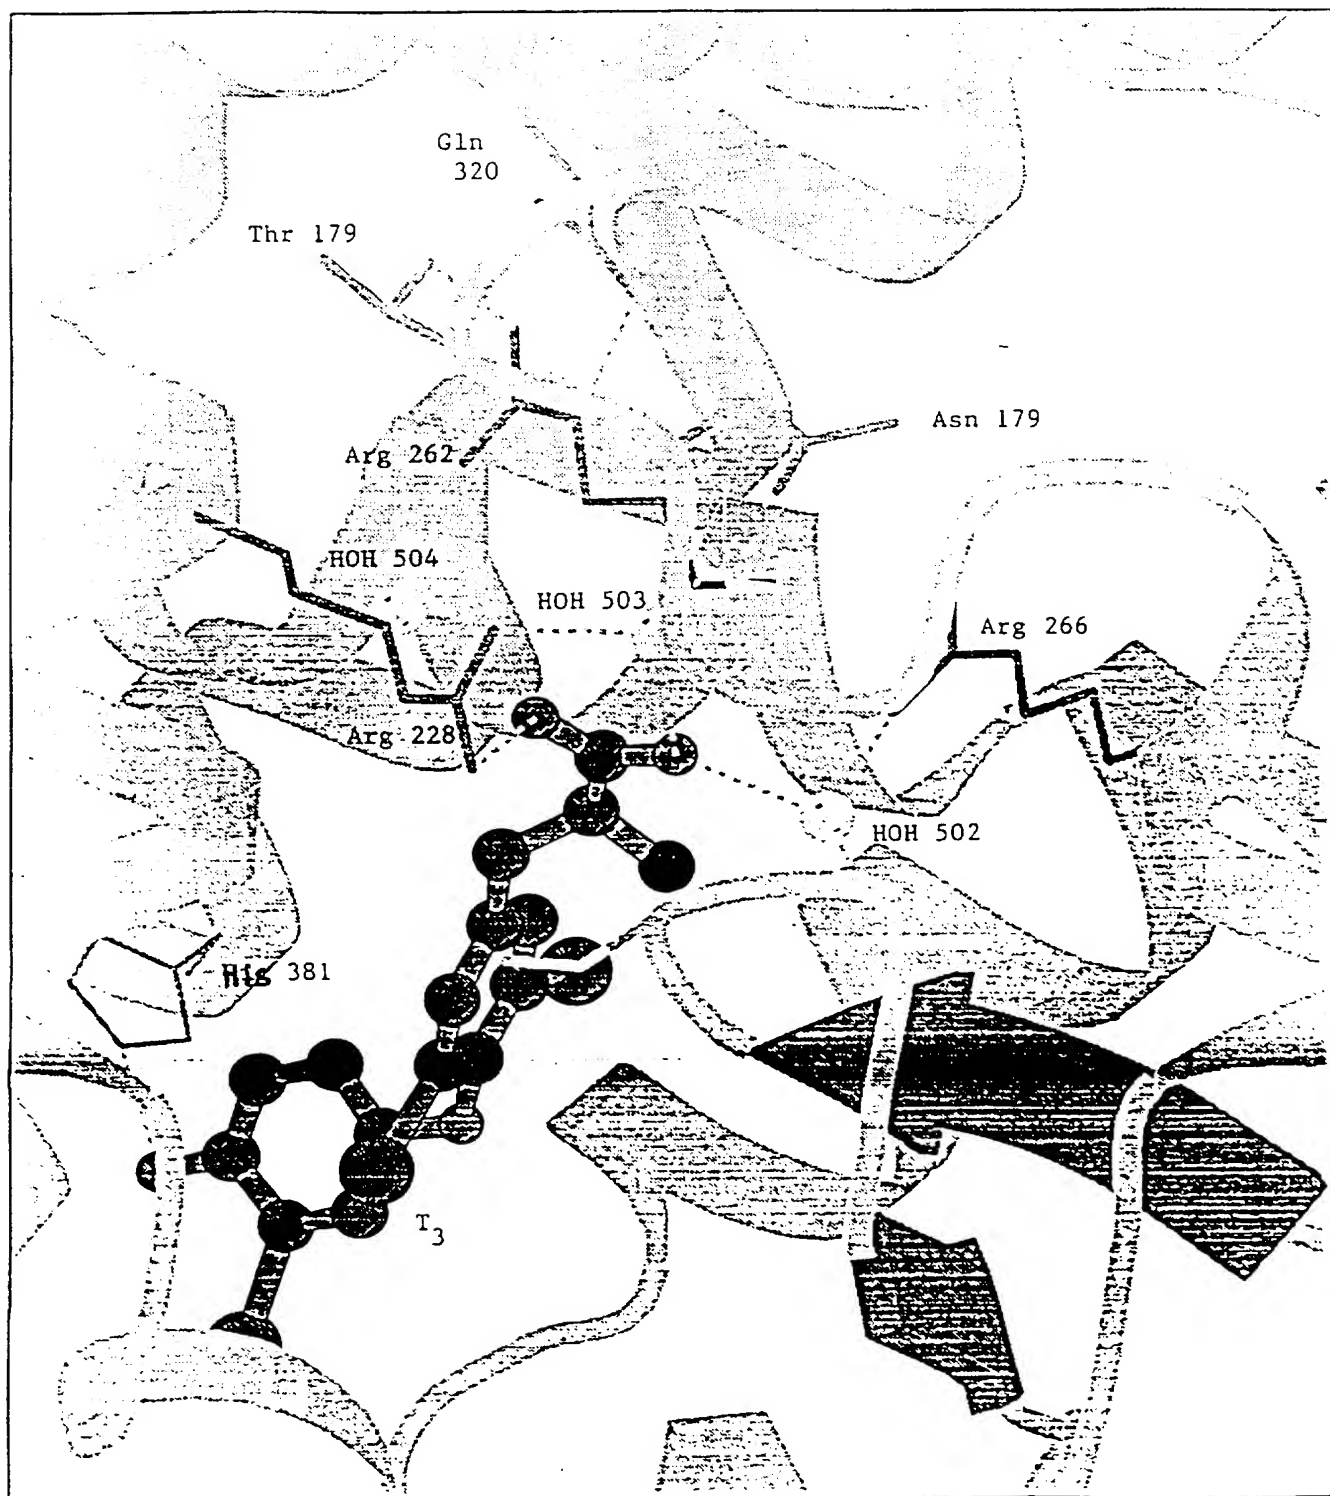 Gln
320
Thr 179
Asn 179
Arg 262
HOH 504
HOH 503
Arg 266
Arg 228
HOH 502
His 381
T3